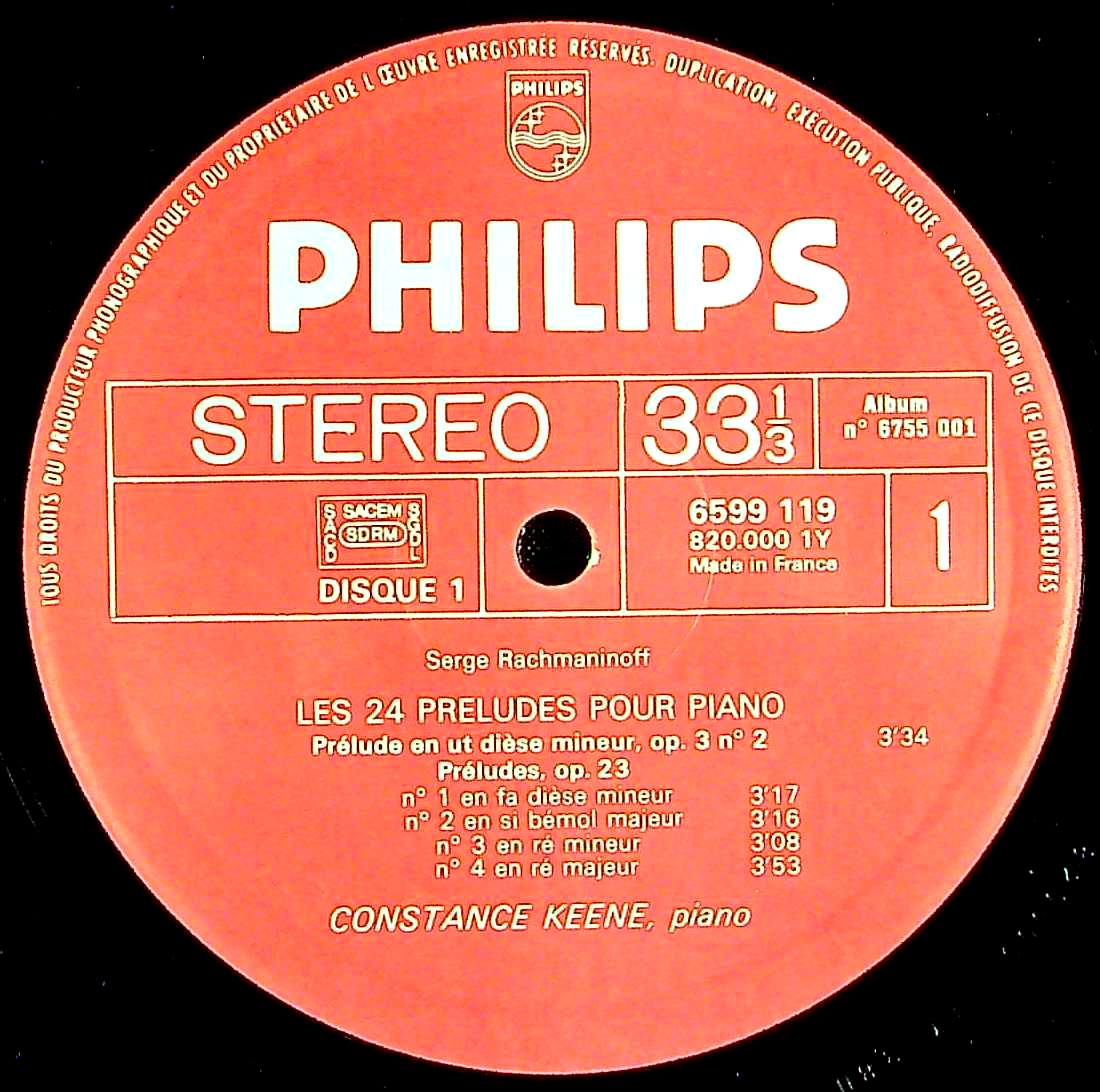 TOUS DROITS DU PRODUCTEUR PHONOGRAPHIQUE ET DU PROPRIÉTAIRE DE L ŒUVRE ENREGISTRÉE RÉSERVÉS. DUPLICATION, EXÉCUTION PUBLIQUE, RADIODIFFUSION DE CE DISQUE INTERDITES
PHILIPS
PHILIPS
STEREO
33 1/3
Album
n° 6755 001
SACEM
SACD
SDRM
SGDL
DISQUE 1
6599 119
820.000 1Y
Made in France
1
Serge Rachmaninoff
LES 24 PRELUDES POUR PIANO
Prélude en ut dièse mineur, op. 3 n° 2 3'34
Préludes, op. 23
n° 1 en fa dièse mineur 3'17
n° 2 en si bémol majeur 3'16
n° 3 en ré mineur 3'08
n° 4 en ré majeur 3'53
CONSTANCE KEENE, piano